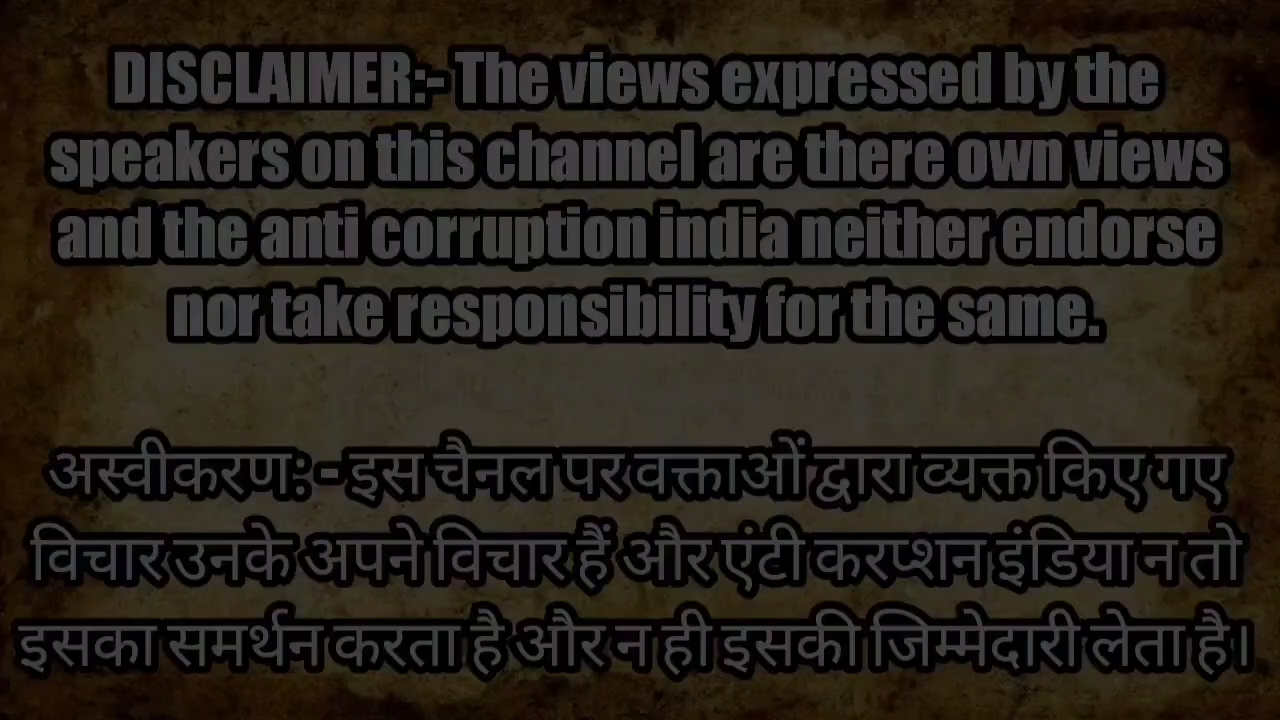 DISCLAIMER:- The views expressed by the
speakers on this channel are there own views
and the anti corruption india neither endorse
nor take responsibility for the same.
अस्वीकरण: - इस चैनल पर वक्ताओं द्वारा व्यक्त किए गए
विचार उनके अपने विचार हैं और एंटी करप्शन इंडिया न तो
इसका समर्थन करता है और न ही इसकी जिम्मेदारी लेता है।